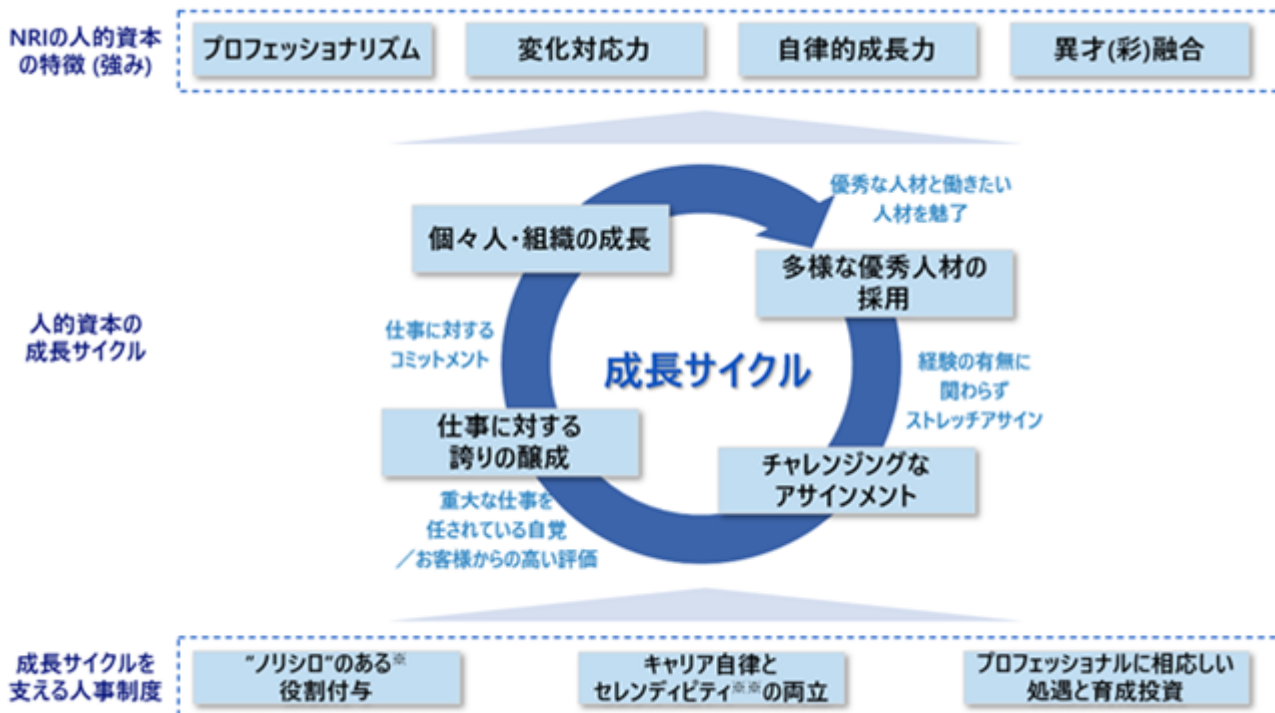 NRIの人的資本
の特徴 (強み)
プロフェッショナリズム
変化対応力
自律的成長力
異才(彩)融合
人的資本の
成長サイクル
成長サイクル
優秀な人材と働きたい
人材を魅了
個々人・組織の成長
多様な優秀人材の
採用
仕事に対する
コミットメント
経験の有無に
関わらず
ストレッチアサイン
仕事に対する
誇りの醸成
チャレンジングな
アサインメント
重大な仕事を
任されている自覚
／お客様からの高い評価
成長サイクルを
支える人事制度
“ノリシロ”のある※
役割付与
キャリア自律と
セレンディピティ※※の両立
プロフェッショナルに相応しい
処遇と育成投資